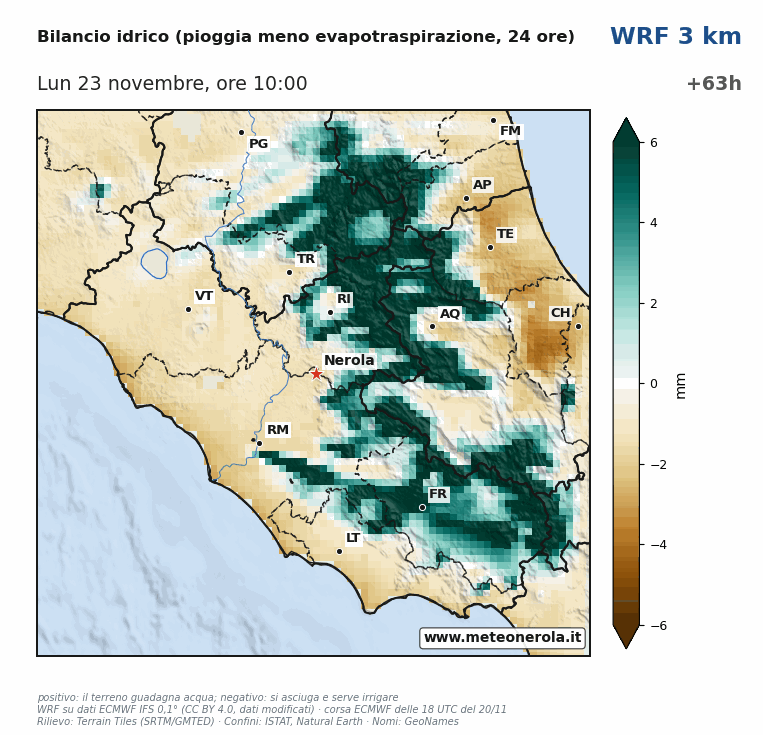 Bilancio idrico (pioggia meno evapotraspirazione, 24 ore)
WRF 3 km
Lun 23 novembre, ore 10:00
+63h
FM
PG
AP
TE
TR
VT
RI
AQ
CH
Nerola
RM
FR
LT
6
4
2
0
−2
−4
−6
mm
www.meteonerola.it
positivo: il terreno guadagna acqua; negativo: si asciuga e serve irrigare
WRF su dati ECMWF IFS 0,1° (CC BY 4.0, dati modificati) · corsa ECMWF delle 18 UTC del 20/11
Rilievo: Terrain Tiles (SRTM/GMTED) · Confini: ISTAT, Natural Earth · Nomi: GeoNames